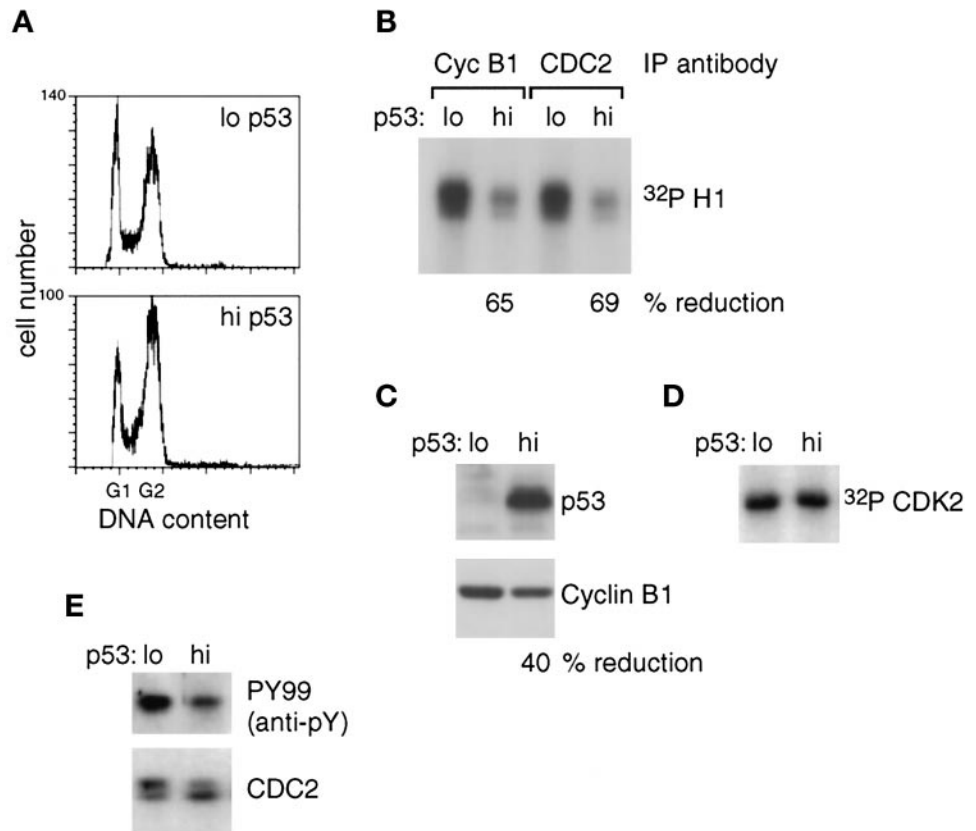 A
140
lo p53
100
hi p53
cell number
G1 G2
DNA content
B
Cyc B1 CDC2 IP antibody
p53: lo hi lo hi
³²P H1
65 69 % reduction
C
p53: lo hi
p53
Cyclin B1
40 % reduction
D
p53: lo hi
³²P CDK2
E
p53: lo hi
PY99
(anti-pY)
CDC2